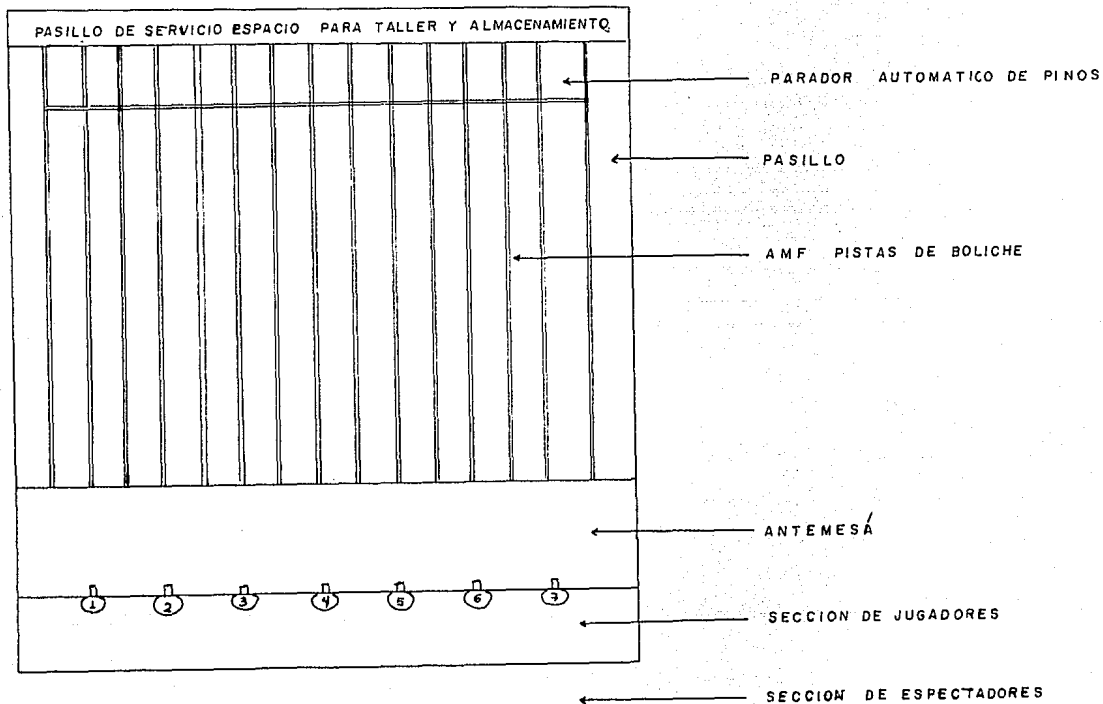 PASILLO DE SERVICIO ESPACIO PARA TALLER Y ALMACENAMIENTO
PARADOR AUTOMATICO DE PINOS
PASILLO
AMF PISTAS DE BOLICHE
ANTEMESÁ
1 2 3 4 5 6 7
SECCION DE JUGADORES
SECCION DE ESPECTADORES